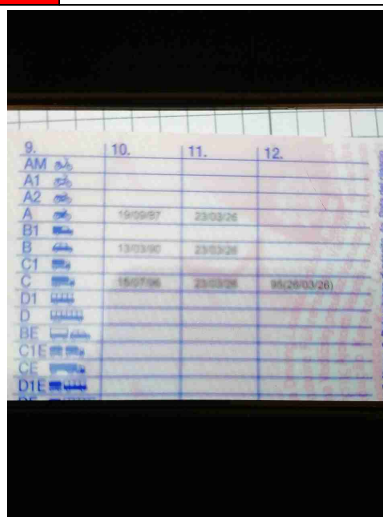 9. 10. 11. 12.
AM
A1
A2
A 19/09/87 23/03/26
B1
B 13/03/90 23/03/26
C1
C 15/07/96 23/03/26 95(26/03/26)
D1
D
BE
C1E
CE
D1E